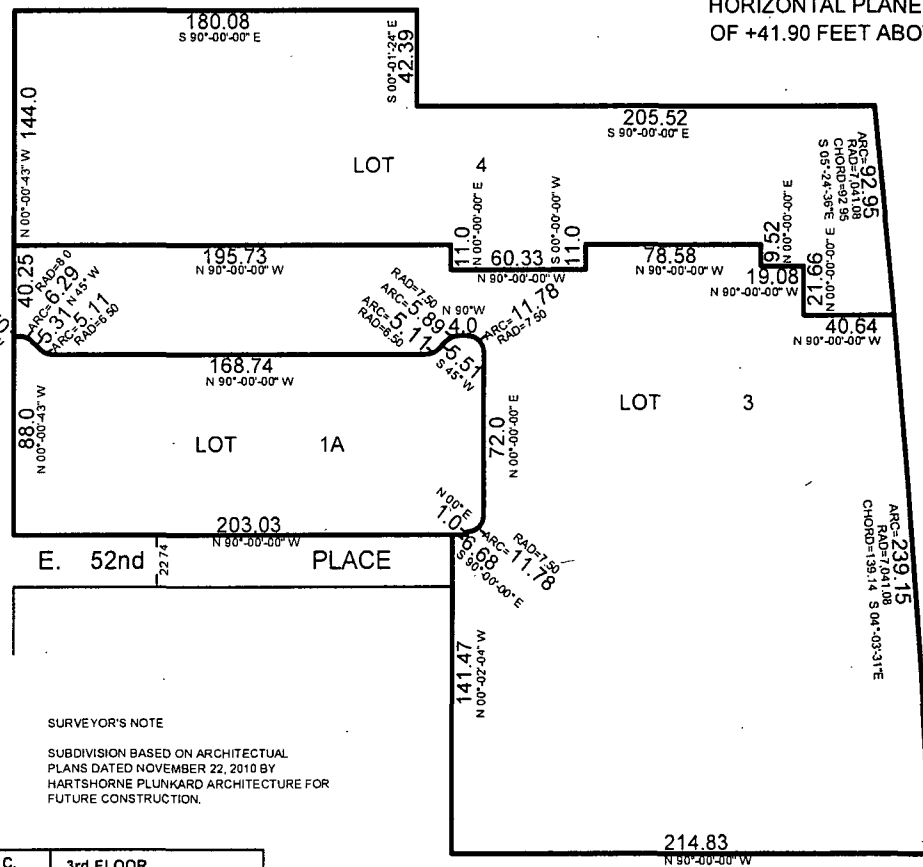 HORIZONTAL PLANE
OF +41.90 FEET ABO
180.08
S 90°-00'-00" E
S 00°-01'-24" E
42.39
205.52
S 90°-00'-00" E
144.0
N 00°-00'-43" W
LOT 4
ARC=92.95
RAD=7,041.08
CHORD=92.95
S 05°-24'-36"E
195.73
N 90°-00'-00" W
11.0
N 00°-00'-00" E
60.33
N 90°-00'-00" W
S 00°-00'-00" W
11.0
78.58
N 90°-00'-00" W
9.52
N 00°-00'-00" E
19.08
N 90°-00'-00" W
21.66
N 00°-00'-00" E
40.64
N 90°-00'-00" W
40.25
RAD=8.0
ARC=6.29
5.31 N 45° W
ARC=5.11
RAD=6.50
RAD=7.50
ARC=5.89
ARC=5.11
RAD=6.50
N 90°W
4.0
ARC=11.78
RAD=7.50
5.51
S 45° W
168.74
N 90°-00'-00" W
LOT 3
88.0
N 00°-00'-43" W
LOT 1A
72.0
N 00°-00'-00" E
N 00° E
1.0
6.68
S 90°-00'-00" E
RAD=7.50
ARC=11.78
203.03
N 90°-00'-00" W
E. 52nd PLACE
22.74
ARC=239.15
RAD=7,041.08
CHORD=139.14 S 04°-03'-31"E
141.47
N 00°-02'-04" W
SURVEYOR'S NOTE
SUBDIVISION BASED ON ARCHITECTUAL
PLANS DATED NOVEMBER 22, 2010 BY
HARTSHORNE PLUNKARD ARCHITECTURE FOR
FUTURE CONSTRUCTION.
214.83
N 90°-00'-00" W
C. 3rd FLOOR